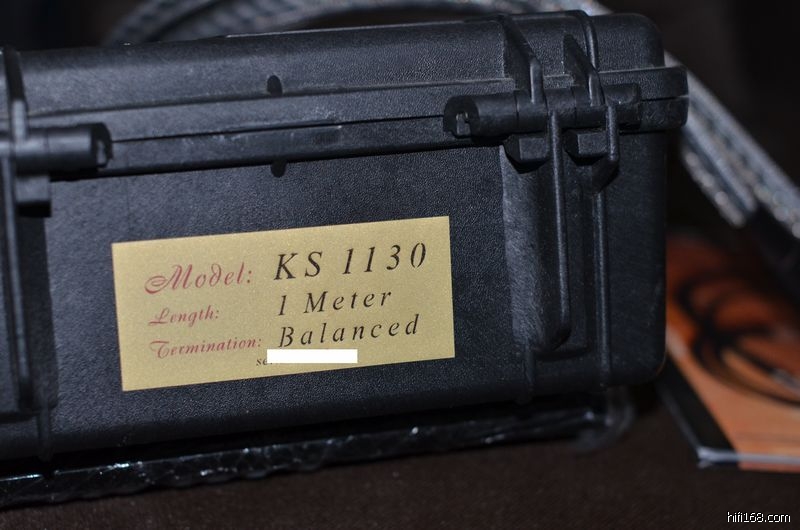 Model: KS 1130
Length: 1 Meter
Termination: Balanced
hifi168.com